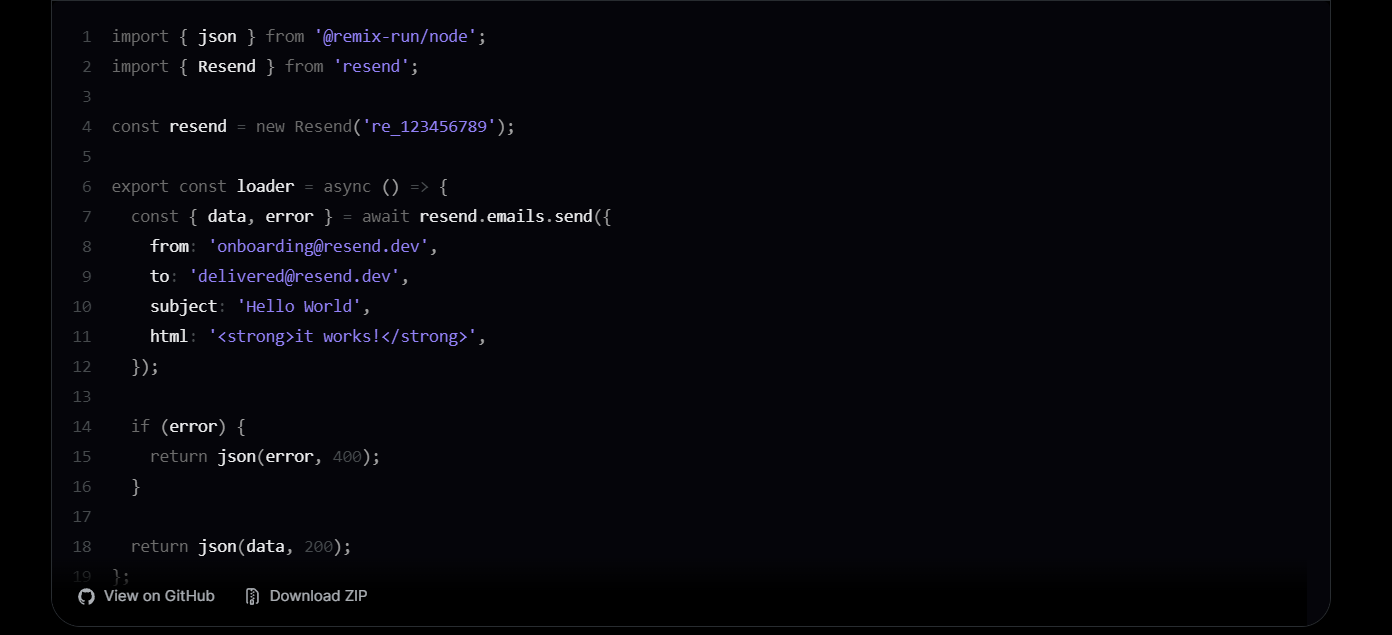 1 import { json } from '@remix-run/node';
2 import { Resend } from 'resend';
3
4 const resend = new Resend('re_123456789');
5
6 export const loader = async () => {
7   const { data, error } = await resend.emails.send({
8     from: 'onboarding@resend.dev',
9     to: 'delivered@resend.dev',
10     subject: 'Hello World',
11     html: '<strong>it works!</strong>',
12   });
13
14   if (error) {
15     return json(error, 400);
16   }
17
18   return json(data, 200);
19 };
View on GitHub Download ZIP